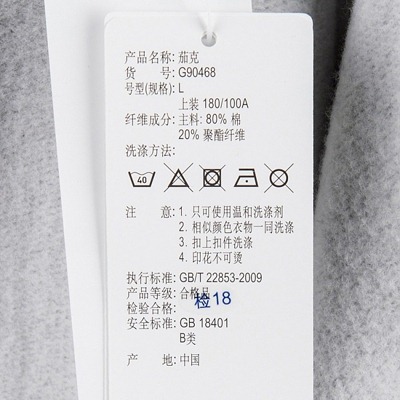 产品名称: 茄克
货 号: G90468
号型(规格): L
上装 180/100A
纤维成分: 主料: 80% 棉
20% 聚酯纤维
洗涤方法:
40
注 意: 1. 只可使用温和洗涤剂
2. 相似颜色衣物一同洗涤
3. 扣上扣件洗涤
4. 印花不可烫
执行标准: GB/T 22853-2009
产品等级: 合格品
检验合格: 检18
安全标准: GB 18401
B类
产 地: 中国